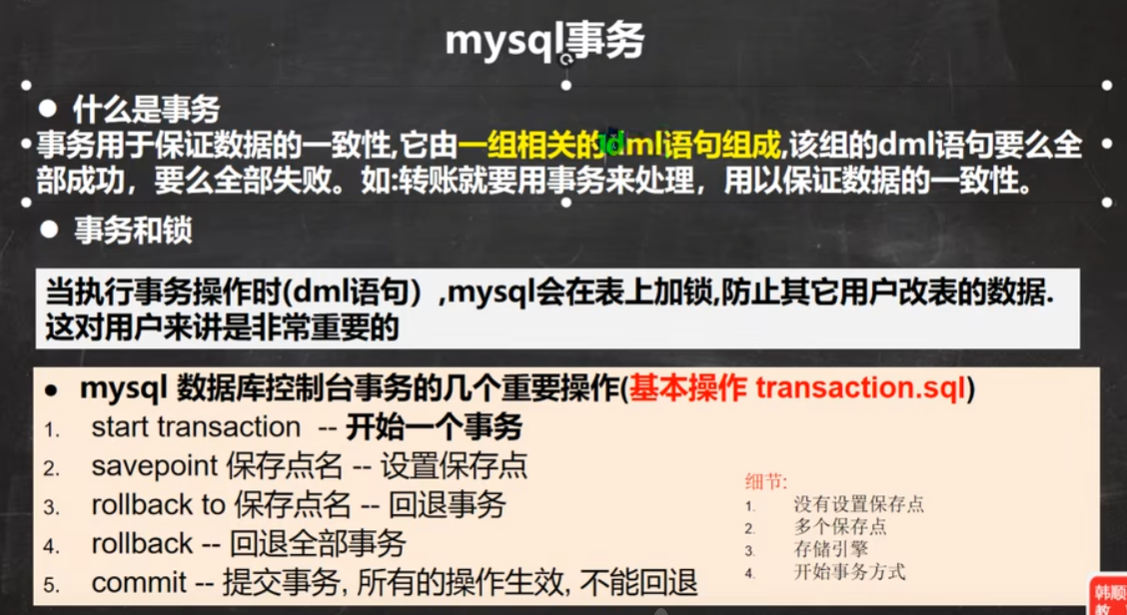 mysql事务
● 什么是事务
事务用于保证数据的一致性,它由一组相关的dml语句组成,该组的dml语句要么全
部成功，要么全部失败。如:转账就要用事务来处理，用以保证数据的一致性。
● 事务和锁
当执行事务操作时(dml语句）,mysql会在表上加锁,防止其它用户改表的数据.
这对用户来讲是非常重要的
● mysql 数据库控制台事务的几个重要操作(基本操作 transaction.sql)
1. start transaction -- 开始一个事务
2. savepoint 保存点名 -- 设置保存点
3. rollback to 保存点名 -- 回退事务
4. rollback -- 回退全部事务
5. commit -- 提交事务, 所有的操作生效, 不能回退
细节:
1. 没有设置保存点
2. 多个保存点
3. 存储引擎
4. 开始事务方式
韩顺
教